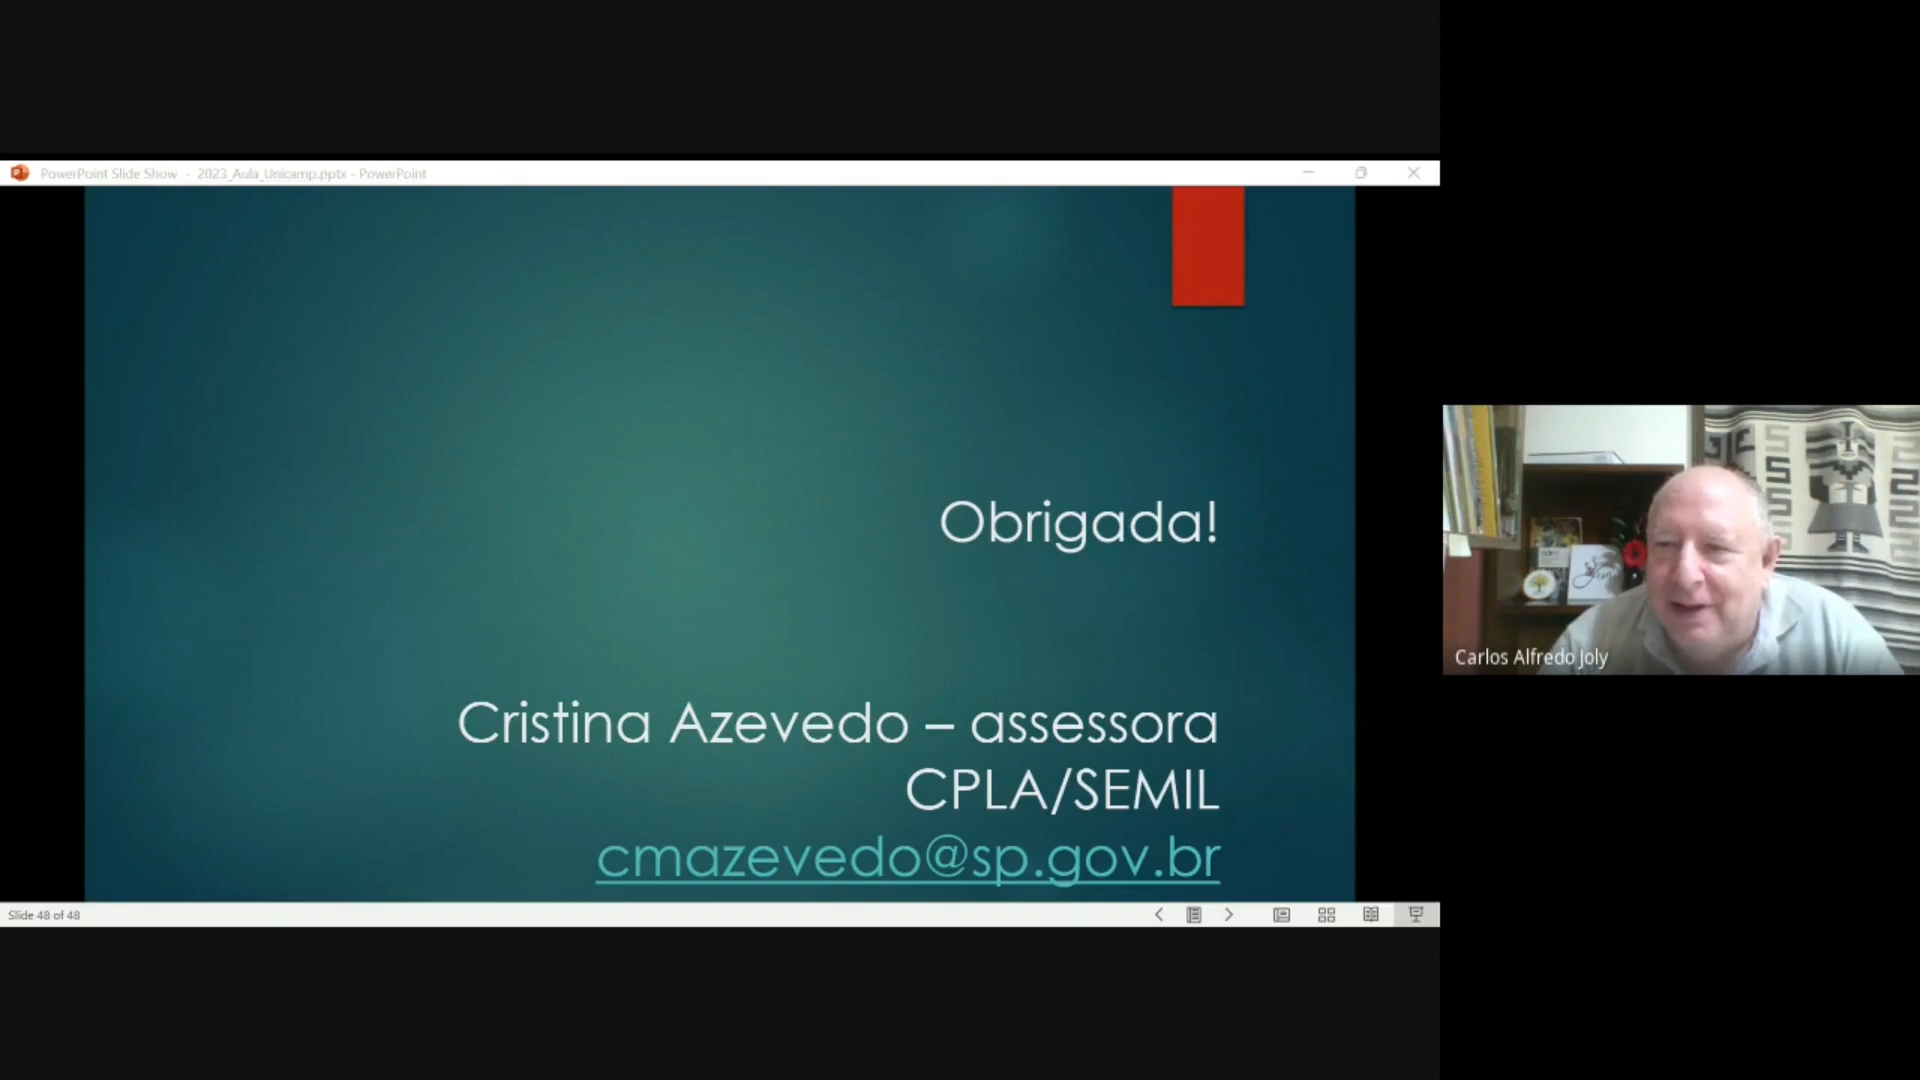 PowerPoint Slide Show - 2023_Aula_Unicamp.pptx - PowerPoint
Obrigada!
Cristina Azevedo – assessora
CPLA/SEMIL
cmazevedo@sp.gov.br
Carlos Alfredo Joly
Slide 48 of 48